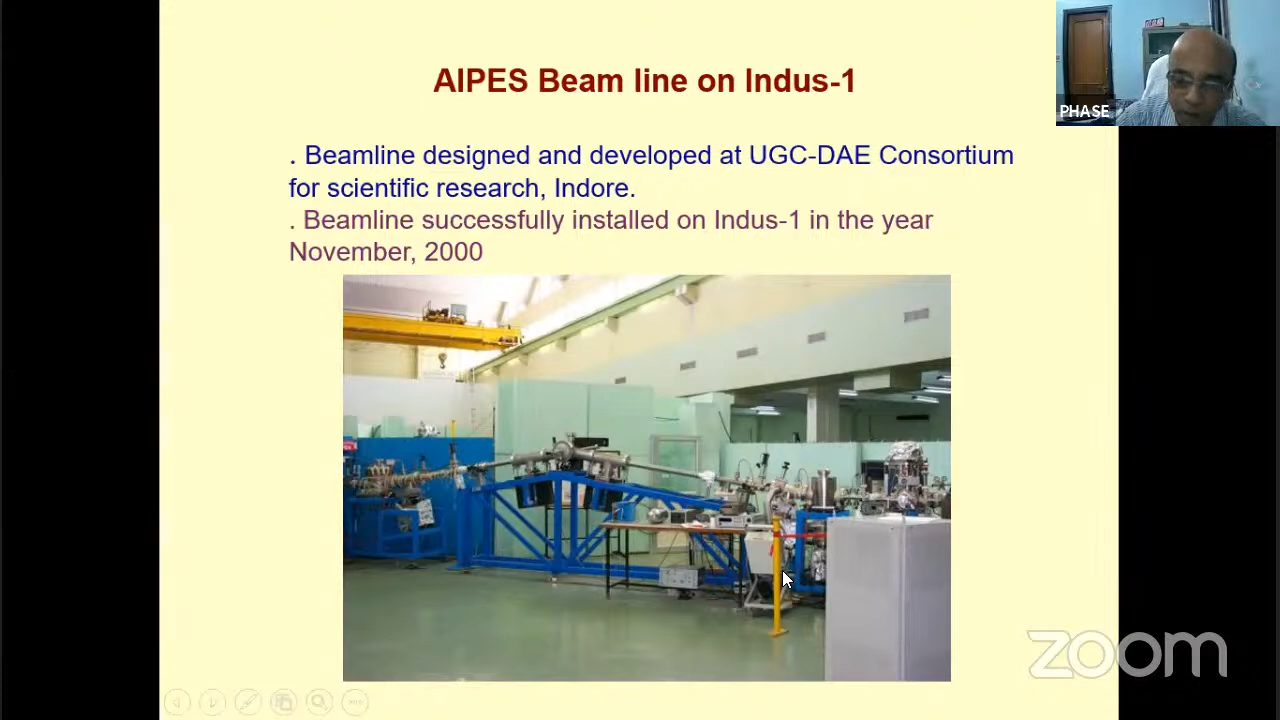 AIPES Beam line on Indus-1
PHASE
. Beamline designed and developed at UGC-DAE Consortium
for scientific research, Indore.
. Beamline successfully installed on Indus-1 in the year
November, 2000
zoom